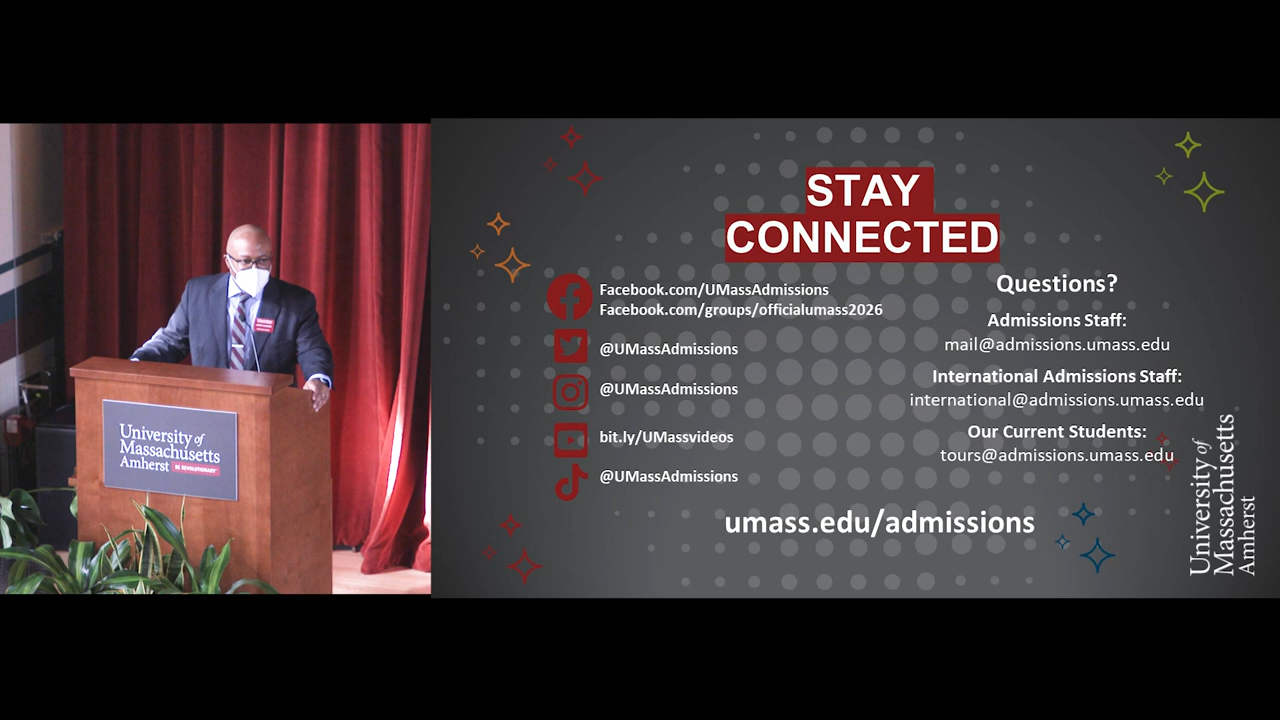 University of
Massachusetts
Amherst BE REVOLUTIONARY
STAY
CONNECTED
Facebook.com/UMassAdmissions
Facebook.com/groups/officialumass2026
@UMassAdmissions
@UMassAdmissions
bit.ly/UMassvideos
@UMassAdmissions
Questions?
Admissions Staff:
mail@admissions.umass.edu
International Admissions Staff:
international@admissions.umass.edu
Our Current Students:
tours@admissions.umass.edu
umass.edu/admissions
University of
Massachusetts
Amherst